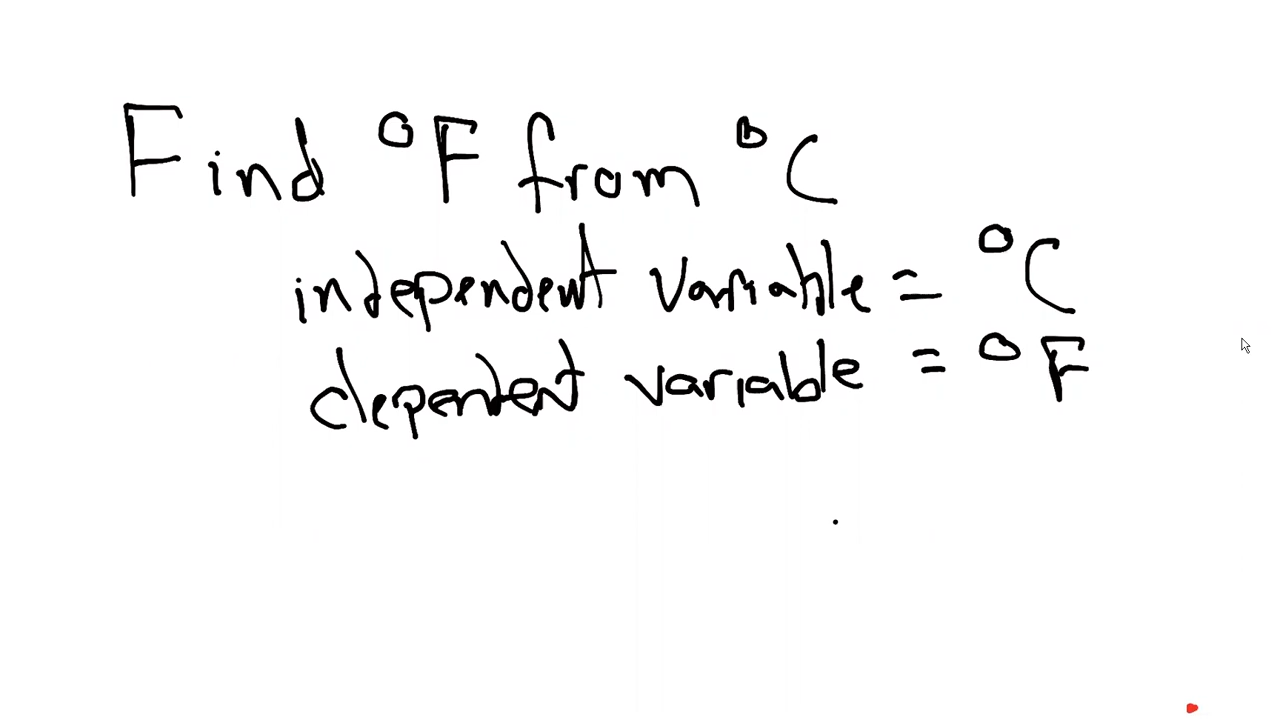 Find °F from °C
independent variable = °C
dependent variable = °F